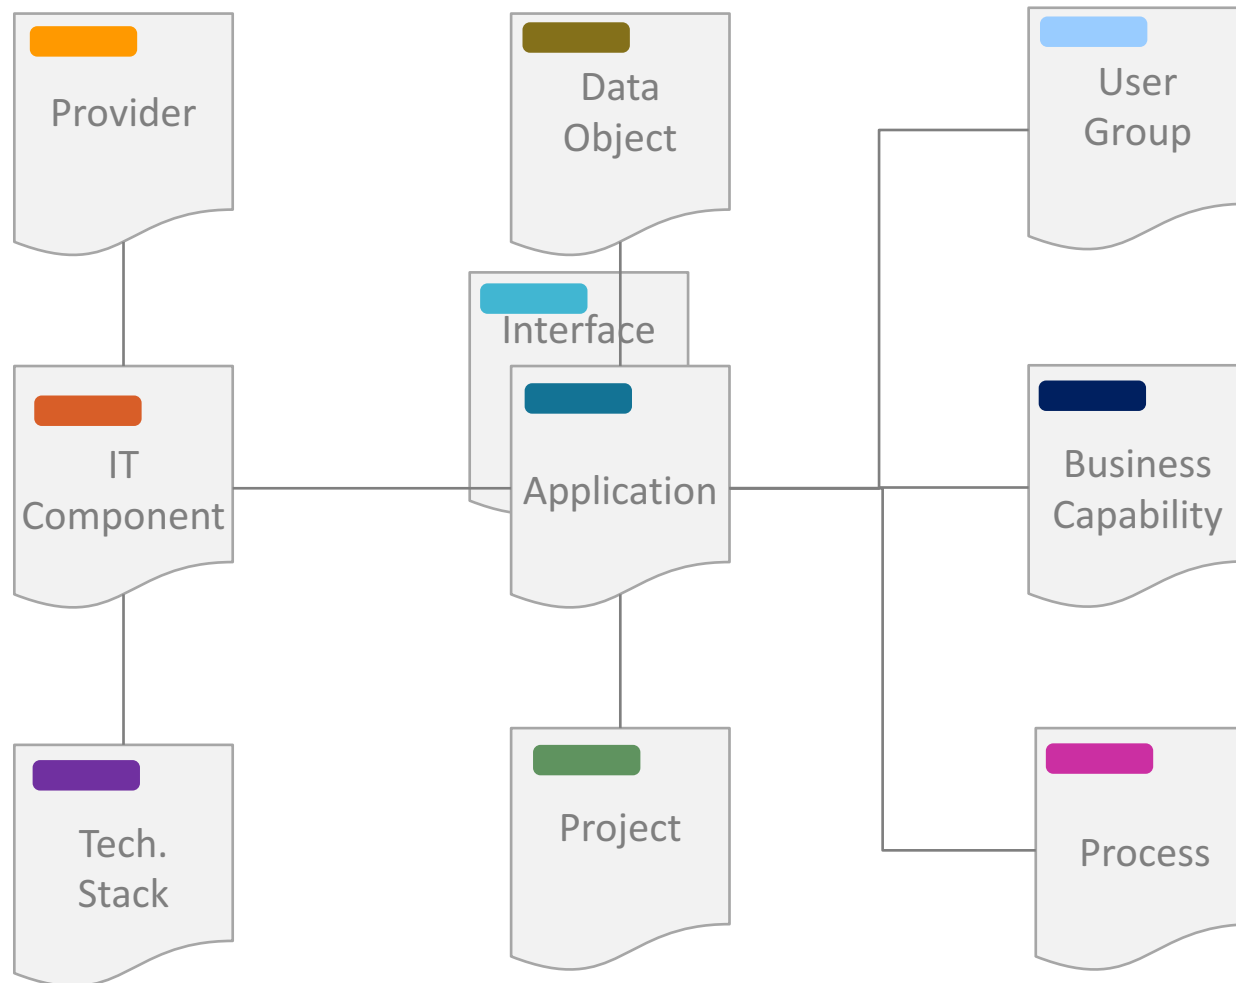 Provider
Data
Object
User
Group
Interface
IT
Component
Application
Business
Capability
Tech.
Stack
Project
Process